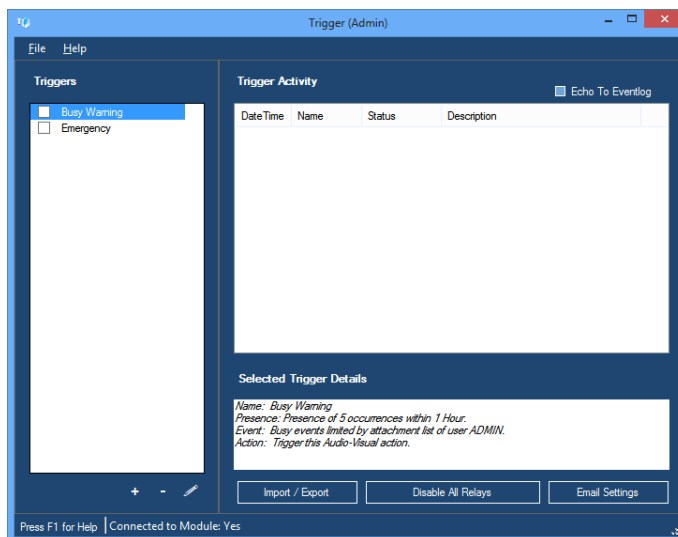 Trigger (Admin)
File Help
Triggers
Busy Warning
Emergency
+ -
Trigger Activity
Echo To Eventlog
DateTime Name Status Description
Selected Trigger Details
Name: Busy Warning
Presence: Presence of 5 occurrences within 1 Hour.
Event: Busy events limited by attachment list of user ADMIN.
Action: Trigger this Audio-Visual action.
Import / Export Disable All Relays Email Settings
Press F1 for Help Connected to Module: Yes